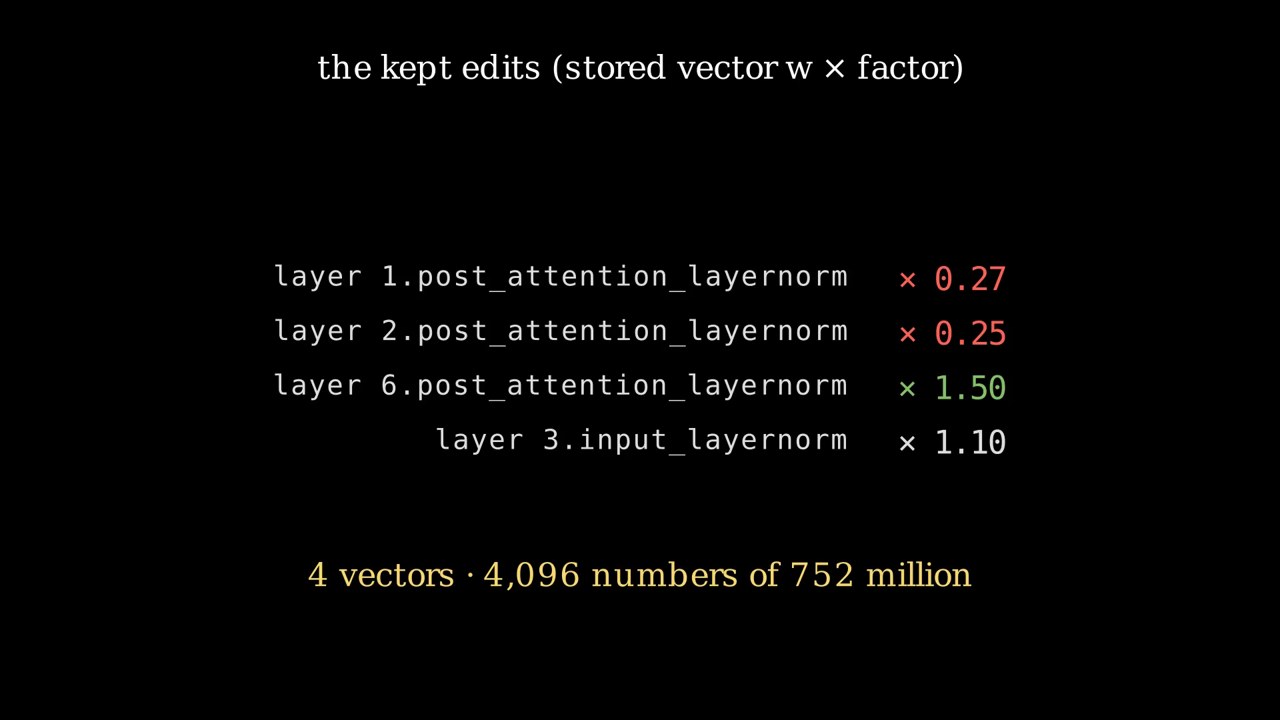 the kept edits (stored vector w × factor)
layer 1.post_attention_layernorm × 0.27
layer 2.post_attention_layernorm × 0.25
layer 6.post_attention_layernorm × 1.50
layer 3.input_layernorm × 1.10
4 vectors · 4,096 numbers of 752 million